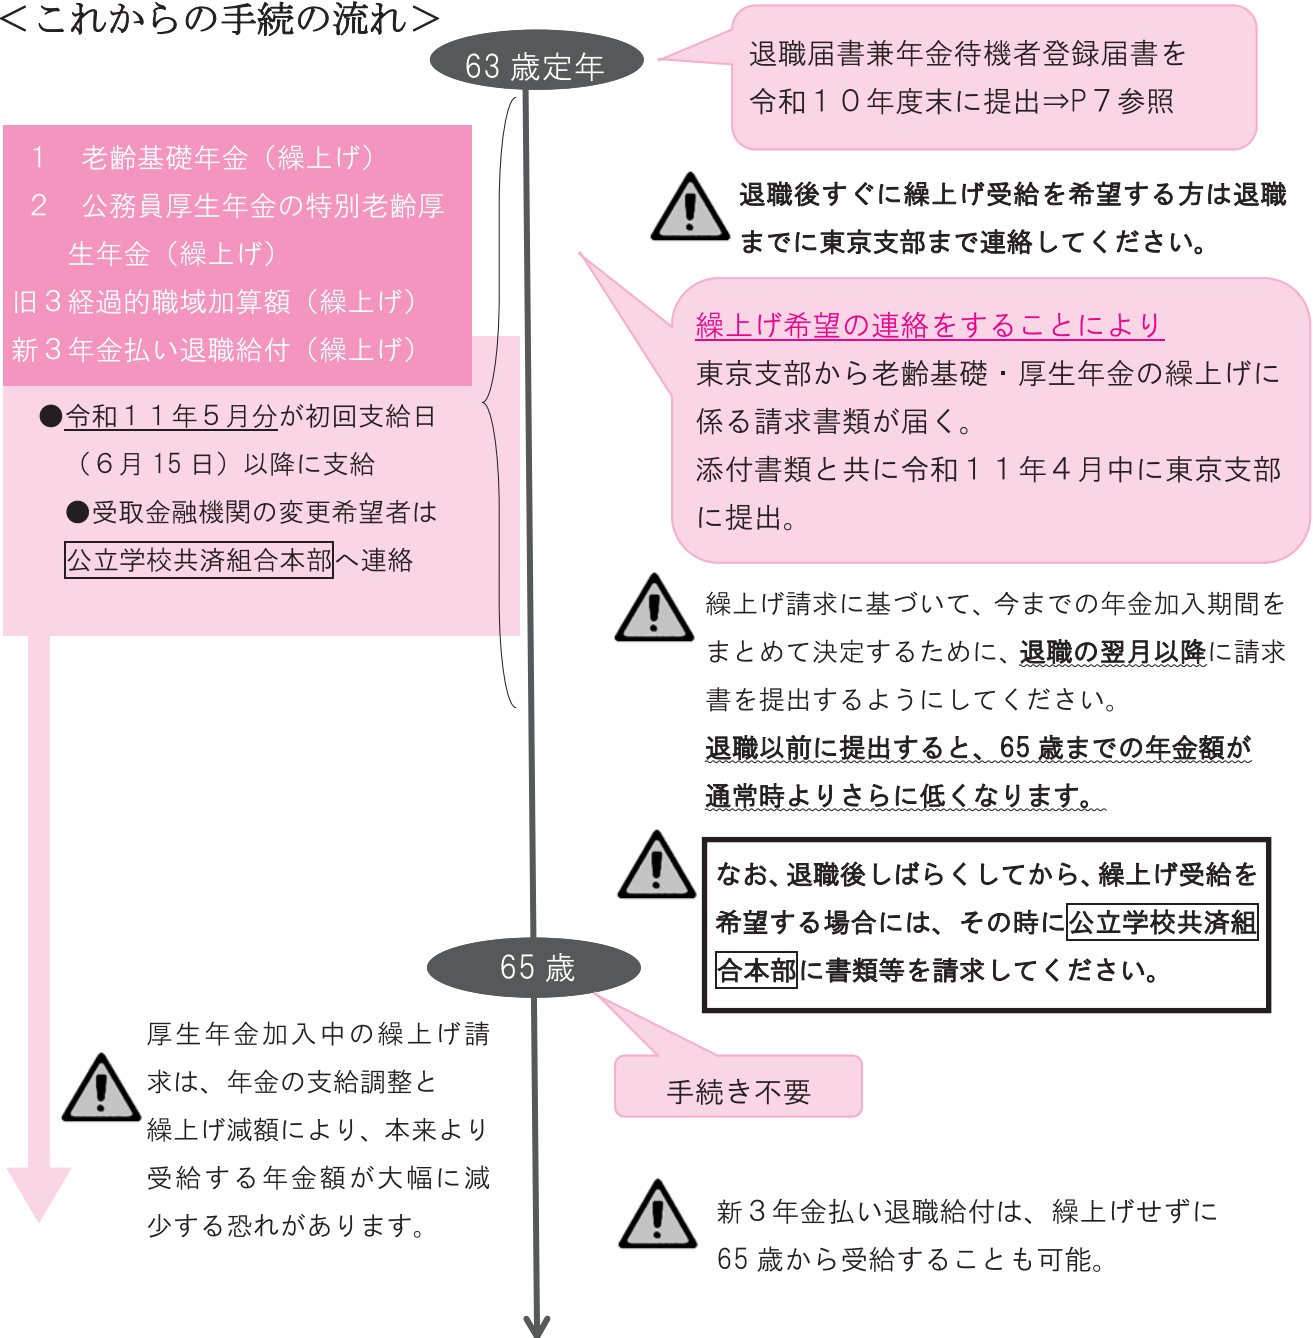 ＜これからの手続の流れ＞
63 歳定年
退職届書兼年金待機者登録届書を
令和１０年度末に提出⇒P７参照
１　老齢基礎年金（繰上げ）
２　公務員厚生年金の特別老齢厚
生年金（繰上げ）
旧３経過的職域加算額（繰上げ）
新３年金払い退職給付（繰上げ）
●令和１１年５月分が初回支給日
（６月 15 日）以降に支給
●受取金融機関の変更希望者は
公立学校共済組合本部へ連絡
退職後すぐに繰上げ受給を希望する方は退職
までに東京支部まで連絡してください。
繰上げ希望の連絡をすることにより
東京支部から老齢基礎・厚生年金の繰上げに
係る請求書類が届く。
添付書類と共に令和１１年４月中に東京支部
に提出。
繰上げ請求に基づいて、今までの年金加入期間を
まとめて決定するために、退職の翌月以降に請求
書を提出するようにしてください。
退職以前に提出すると、65 歳までの年金額が
通常時よりさらに低くなります。
なお、退職後しばらくしてから、繰上げ受給を
希望する場合には、その時に公立学校共済組
合本部に書類等を請求してください。
65 歳
手続き不要
厚生年金加入中の繰上げ請
求は、年金の支給調整と
繰上げ減額により、本来より
受給する年金額が大幅に減
少する恐れがあります。
新３年金払い退職給付は、繰上げせずに
65 歳から受給することも可能。